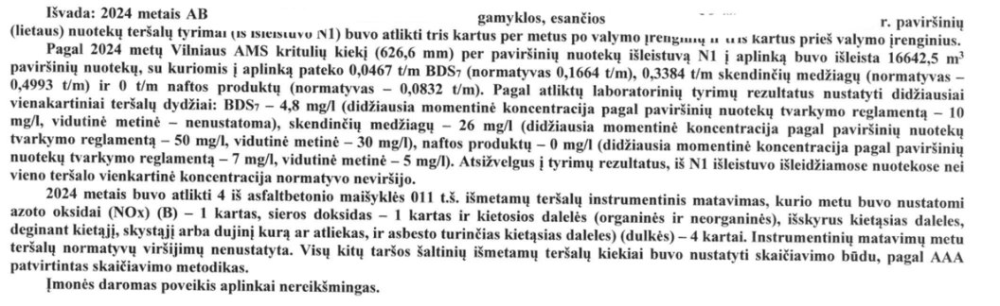 Išvada: 2024 metais AB gamyklos, esančios r. paviršinių
(lietaus) nuotekų teršalų tyrimai (iš išleistuvo N1) buvo atlikti tris kartus per metus po valymo įrenginių ir tris kartus prieš valymo įrenginius.
Pagal 2024 metų Vilniaus AMS kritulių kiekį (626,6 mm) per paviršinių nuotekų išleistuvą N1 į aplinką buvo išleista 16642,5 m³
paviršinių nuotekų, su kuriomis į aplinką pateko 0,0467 t/m BDS₇ (normatyvas 0,1664 t/m), 0,3384 t/m skendinčių medžiagų (normatyvas –
0,4993 t/m) ir 0 t/m naftos produktų (normatyvas – 0,0832 t/m). Pagal atliktų laboratorinių tyrimų rezultatus nustatyti didžiausiai
vienakartiniai teršalų dydžiai: BDS₇ – 4,8 mg/l (didžiausia momentinė koncentracija pagal paviršinių nuotekų tvarkymo reglamentą – 10
mg/l, vidutinė metinė – nenustatoma), skendinčių medžiagų – 26 mg/l (didžiausia momentinė koncentracija pagal paviršinių nuotekų
tvarkymo reglamentą – 50 mg/l, vidutinė metinė – 30 mg/l), naftos produktų – 0 mg/l (didžiausia momentinė koncentracija pagal paviršinių
nuotekų tvarkymo reglamentą – 7 mg/l, vidutinė metinė – 5 mg/l). Atsižvelgus į tyrimų rezultatus, iš N1 išleistuvo išleidžiamose nuotekose nei
vieno teršalo vienkartinė koncentracija normatyvo neviršijo.
2024 metais buvo atlikti 4 iš asfaltbetonio maišyklės 011 t.š. išmetamų teršalų instrumentinis matavimas, kurio metu buvo nustatomi
azoto oksidai (NOx) (B) – 1 kartas, sieros doksidas – 1 kartas ir kietosios dalelės (organinės ir neorganinės), išskyrus kietąsias daleles,
deginant kietąjį, skystąjį arba dujinį kurą ar atliekas, ir asbesto turinčias kietąsias daleles) (dulkės) – 4 kartai. Instrumentinių matavimų metu
teršalų normatyvų viršijimų nenustatyta. Visų kitų taršos šaltinių išmetamų teršalų kiekiai buvo nustatyti skaičiavimo būdu, pagal AAA
patvirtintas skaičiavimo metodikas.
Įmonės daromas poveikis aplinkai nereikšmingas.